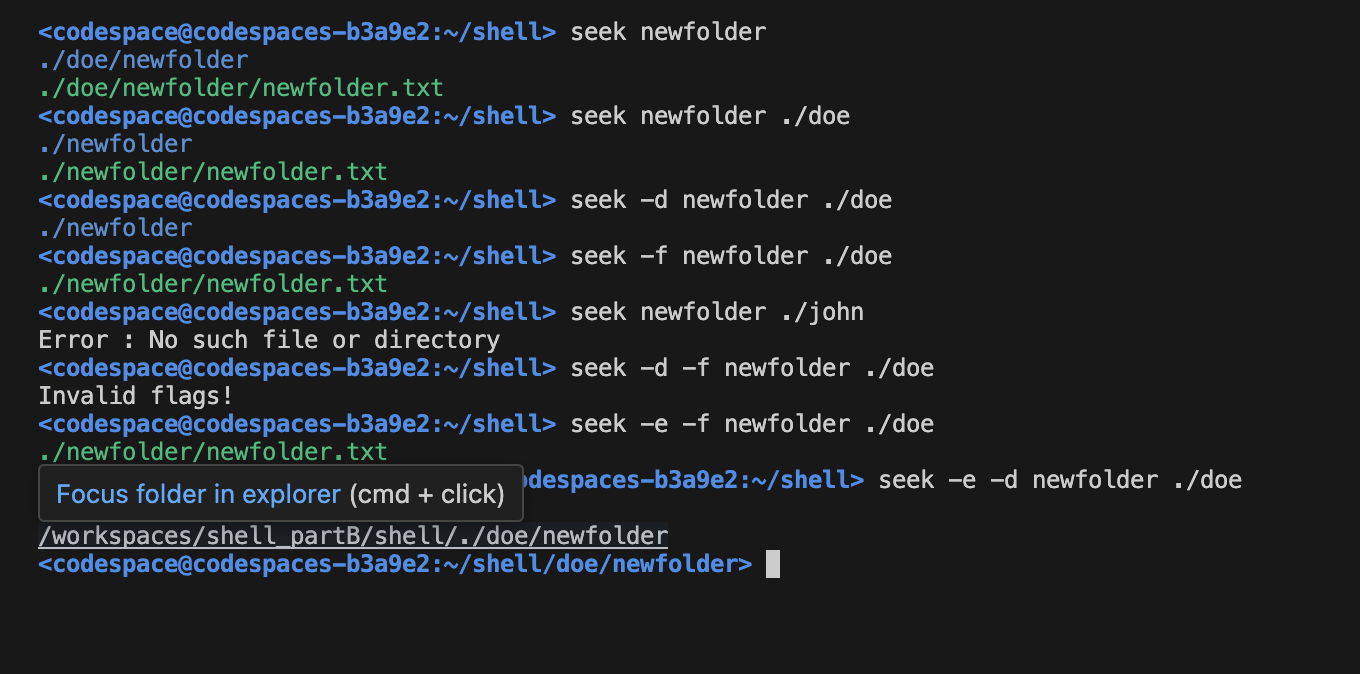 <codespace@codespaces-b3a9e2:~/shell> seek newfolder
./doe/newfolder
./doe/newfolder/newfolder.txt
<codespace@codespaces-b3a9e2:~/shell> seek newfolder ./doe
./newfolder
./newfolder/newfolder.txt
<codespace@codespaces-b3a9e2:~/shell> seek -d newfolder ./doe
./newfolder
<codespace@codespaces-b3a9e2:~/shell> seek -f newfolder ./doe
./newfolder/newfolder.txt
<codespace@codespaces-b3a9e2:~/shell> seek newfolder ./john
Error : No such file or directory
<codespace@codespaces-b3a9e2:~/shell> seek -d -f newfolder ./doe
Invalid flags!
<codespace@codespaces-b3a9e2:~/shell> seek -e -f newfolder ./doe
./newfolder/newfolder.txt
odespaces-b3a9e2:~/shell> seek -e -d newfolder ./doe
Focus folder in explorer (cmd + click)
/workspaces/shell_partB/shell/./doe/newfolder
<codespace@codespaces-b3a9e2:~/shell/doe/newfolder>